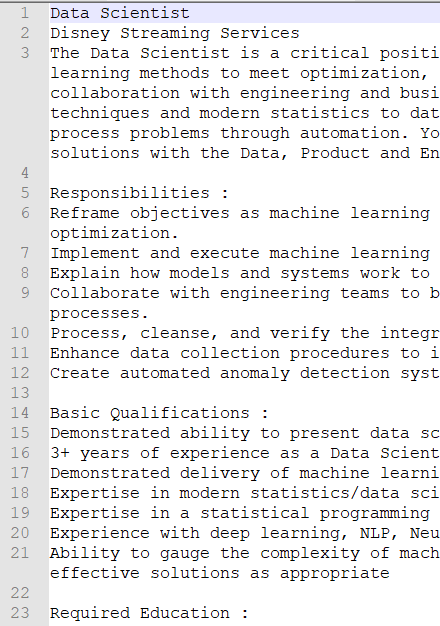 1 Data Scientist
2 Disney Streaming Services
3 The Data Scientist is a critical positi
learning methods to meet optimization,
collaboration with engineering and busi
techniques and modern statistics to dat
process problems through automation. Yo
solutions with the Data, Product and En
4
5 Responsibilities :
6 Reframe objectives as machine learning
optimization.
7 Implement and execute machine learning
8 Explain how models and systems work to
9 Collaborate with engineering teams to b
processes.
10 Process, cleanse, and verify the integr
11 Enhance data collection procedures to i
12 Create automated anomaly detection syst
13
14 Basic Qualifications :
15 Demonstrated ability to present data sc
16 3+ years of experience as a Data Scient
17 Demonstrated delivery of machine learni
18 Expertise in modern statistics/data sci
19 Expertise in a statistical programming
20 Experience with deep learning, NLP, Neu
21 Ability to gauge the complexity of mach
effective solutions as appropriate
22
23 Required Education :